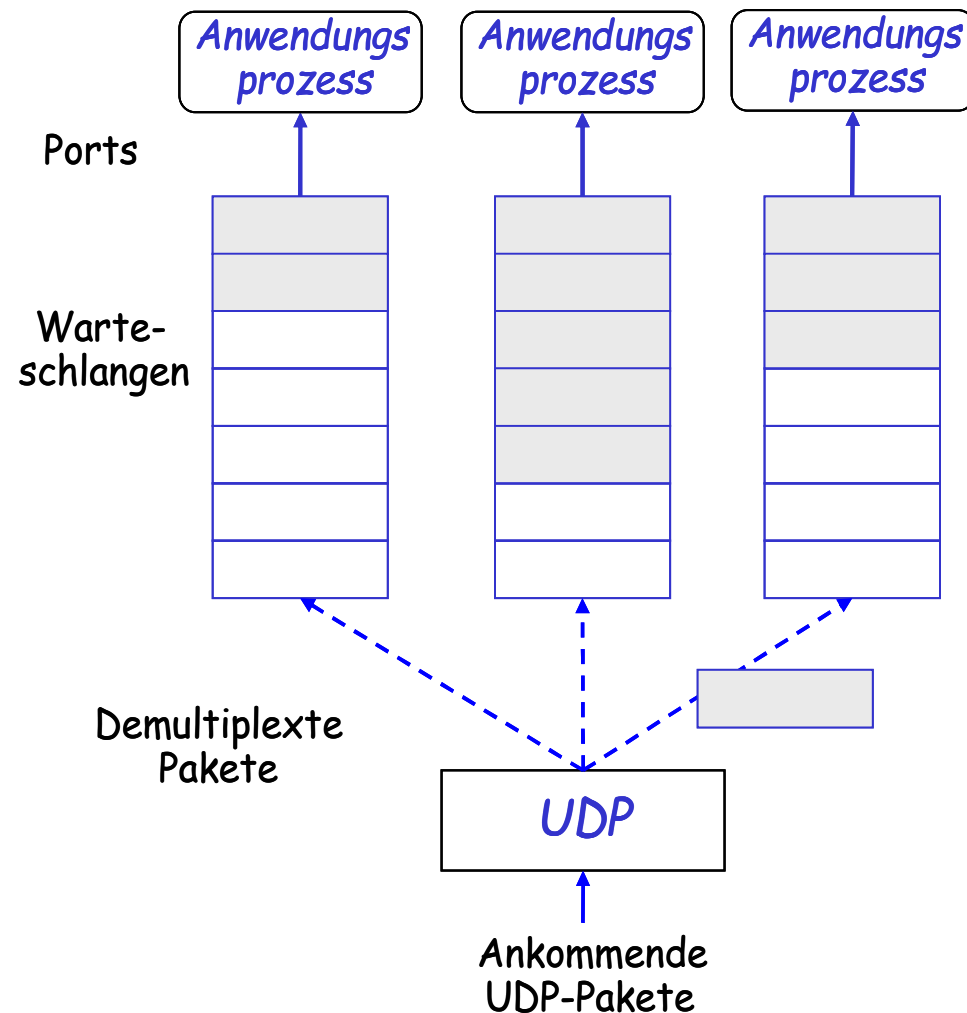 Anwendungs
prozess
Anwendungs
prozess
Anwendungs
prozess
Ports
Warte-
schlangen
Demultiplexte
Pakete
UDP
Ankommende
UDP-Pakete